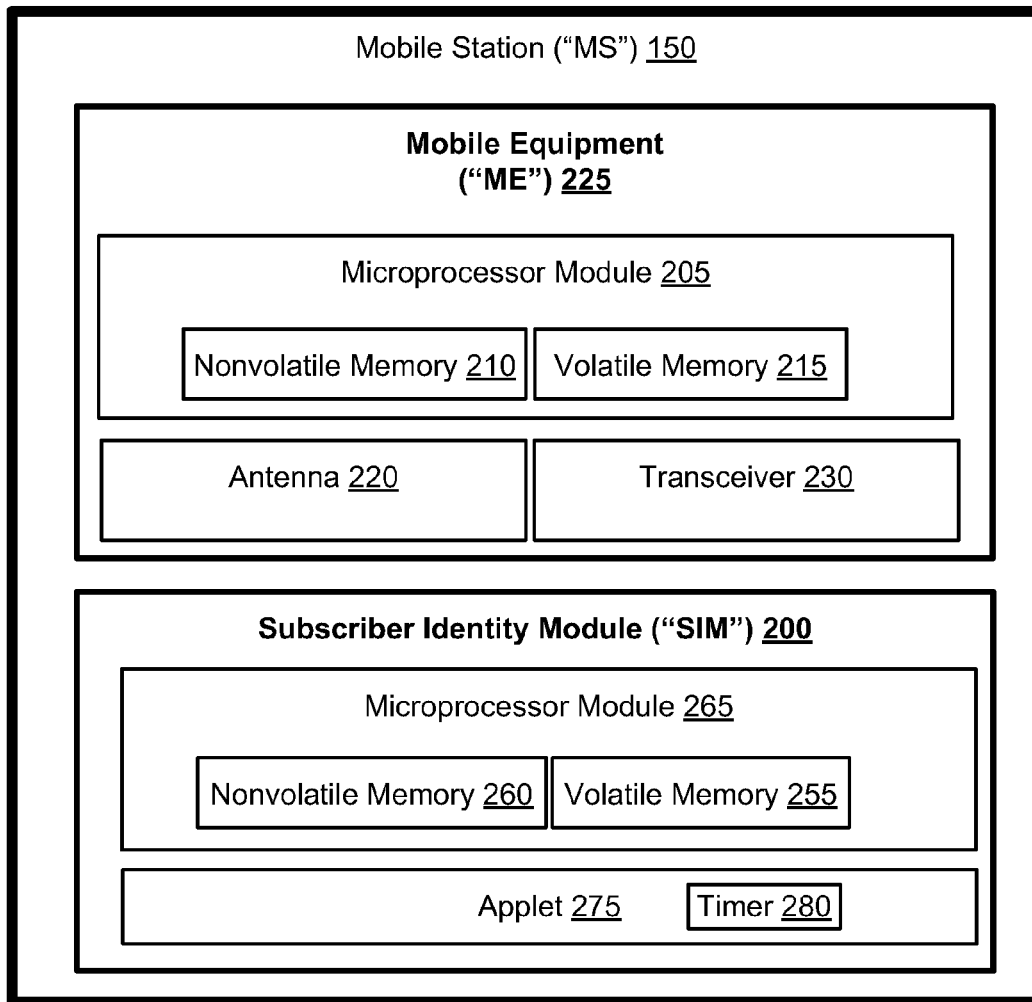 Mobile Station (“MS”) 150
Mobile Equipment
(“ME”) 225
Microprocessor Module 205
Nonvolatile Memory 210
Volatile Memory 215
Antenna 220
Transceiver 230
Subscriber Identity Module (“SIM”) 200
Microprocessor Module 265
Nonvolatile Memory 260
Volatile Memory 255
Applet 275
Timer 280